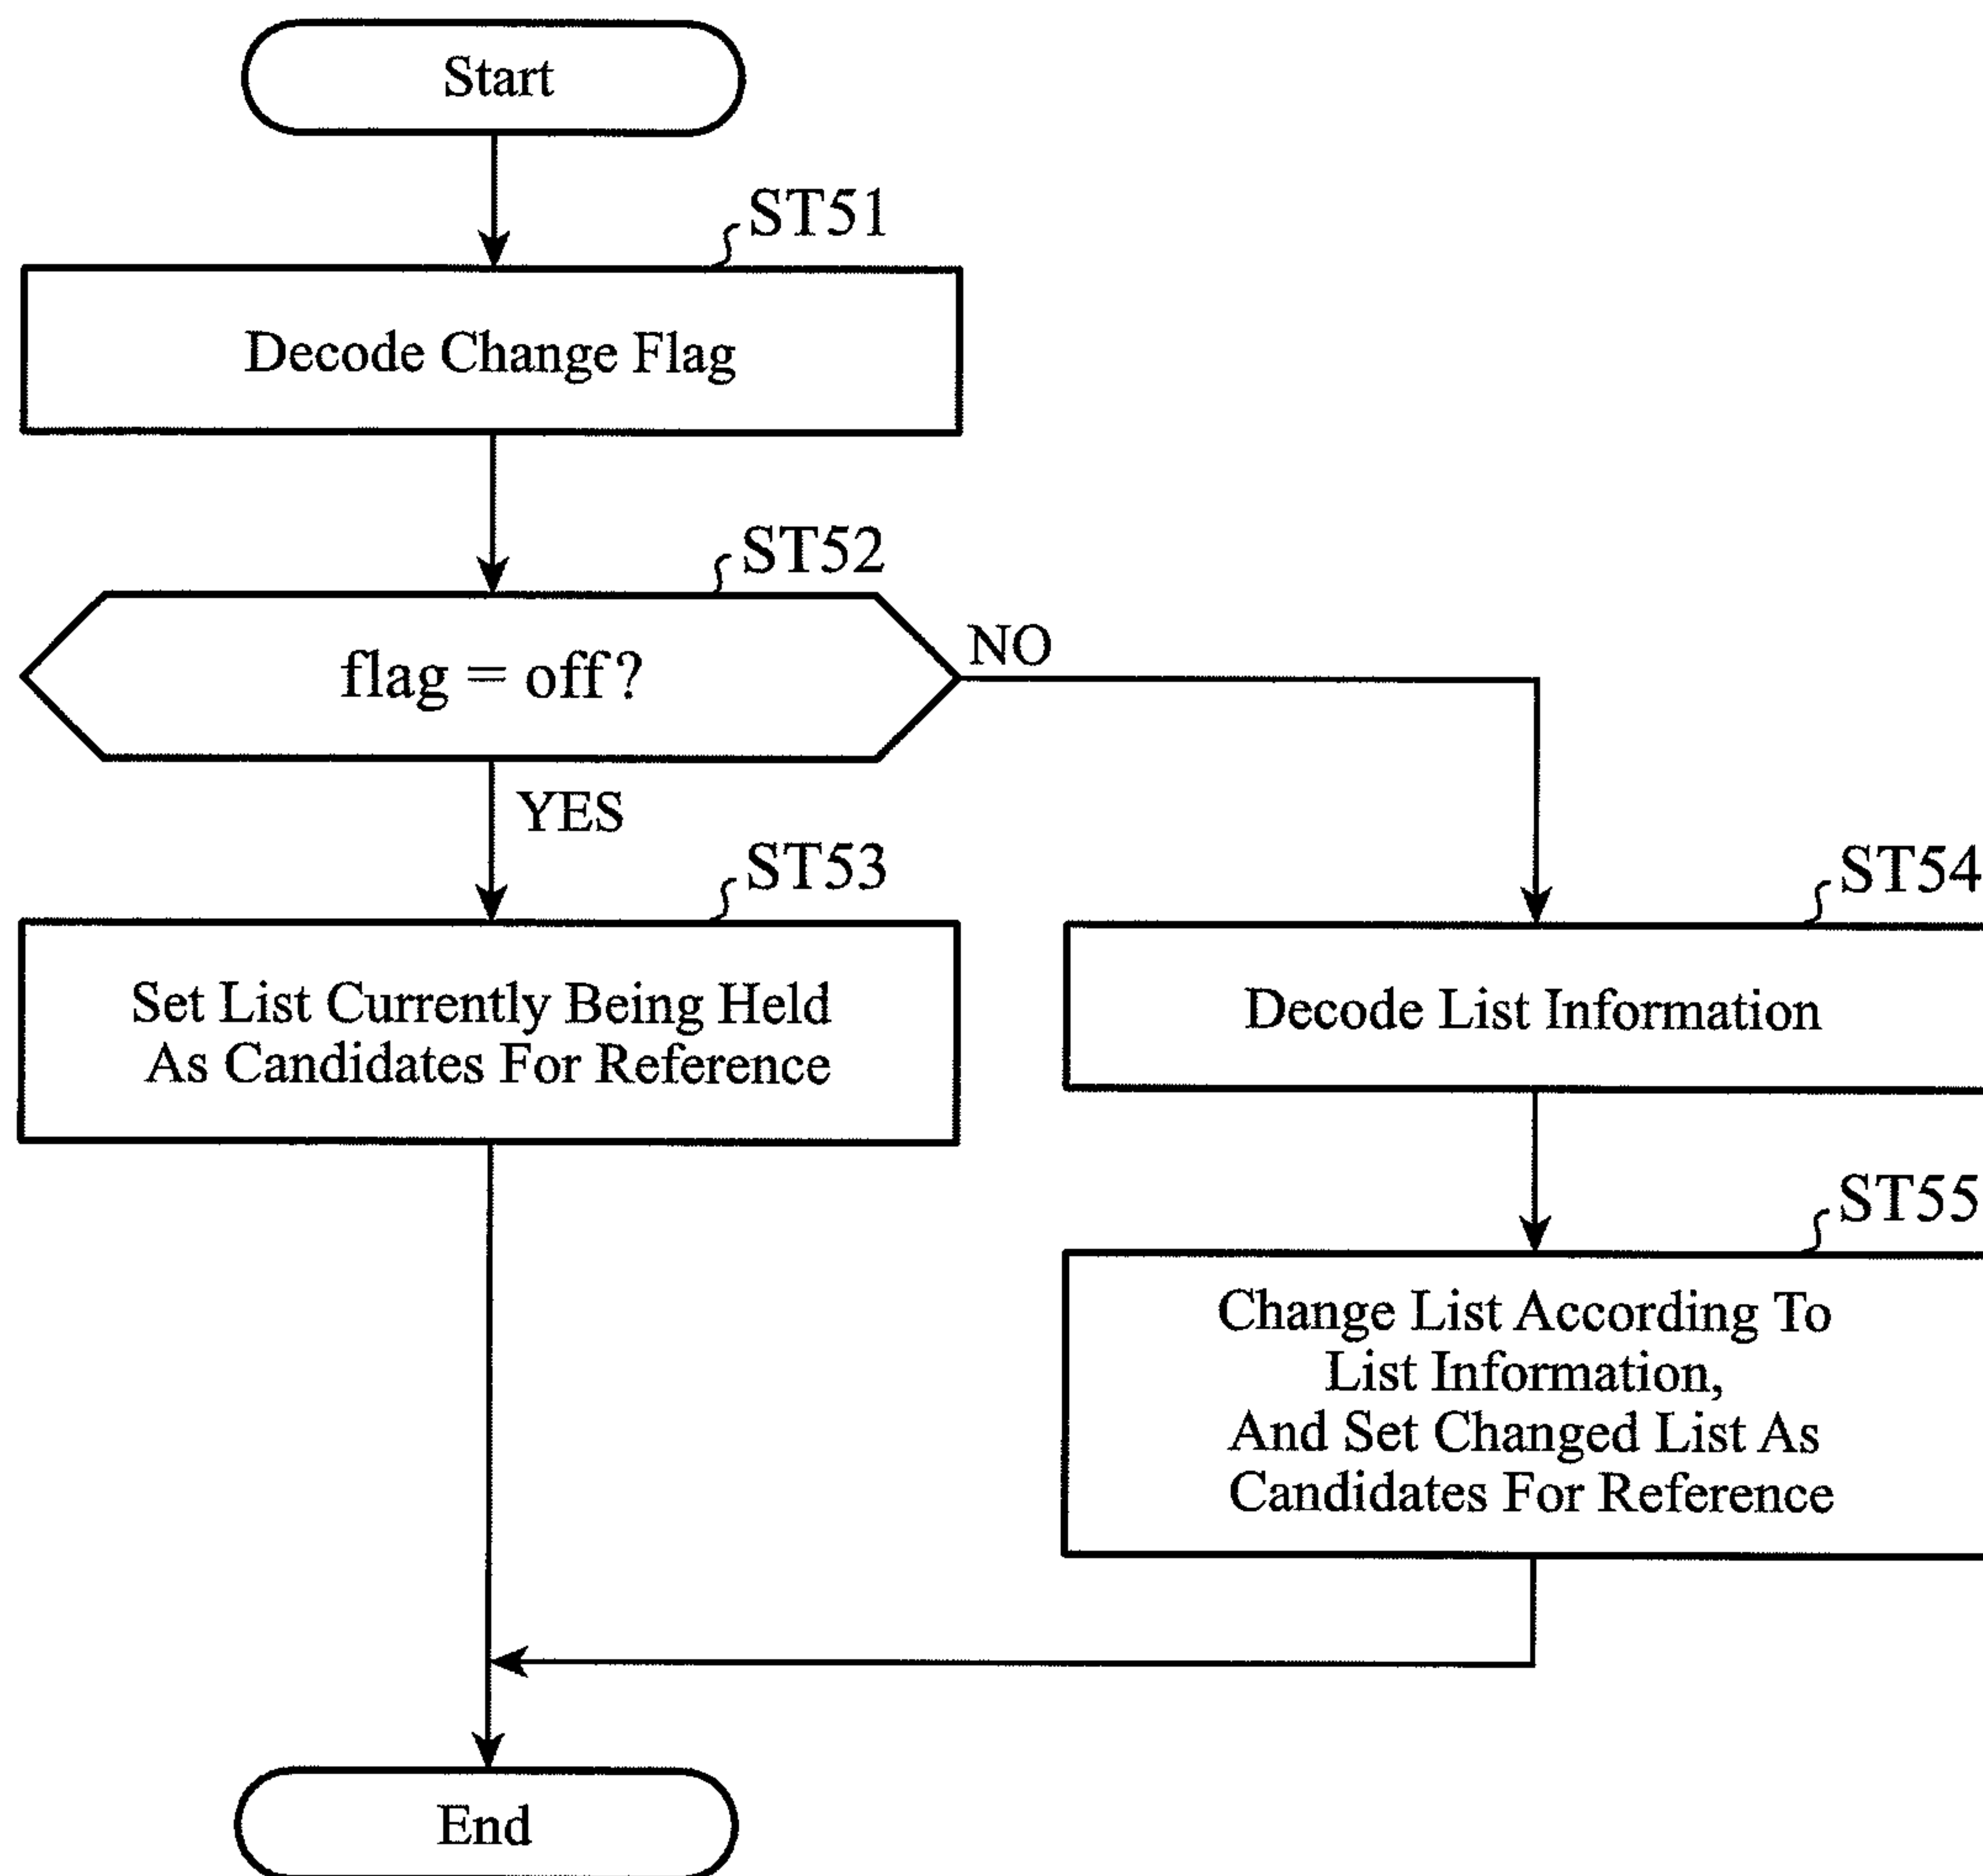 Start
ST51
Decode Change Flag
ST52
flag = off ?
NO
YES
ST53
Set List Currently Being Held
As Candidates For Reference
ST54
Decode List Information
ST55
Change List According To
List Information,
And Set Changed List As
Candidates For Reference
End